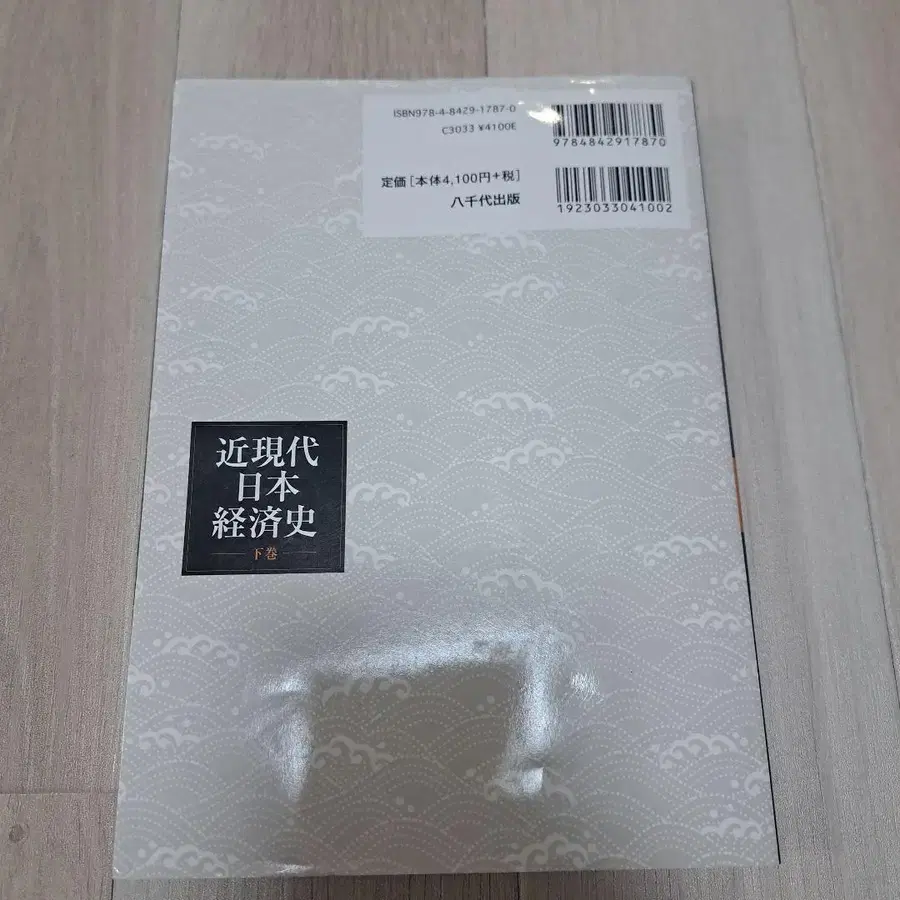 ISBN978-4-8429-1787-0
C3033 ¥4100E
9784842917870
定価［本体4,100円+税］
八千代出版
1923033041002
近現代
日本
経済史
下巻